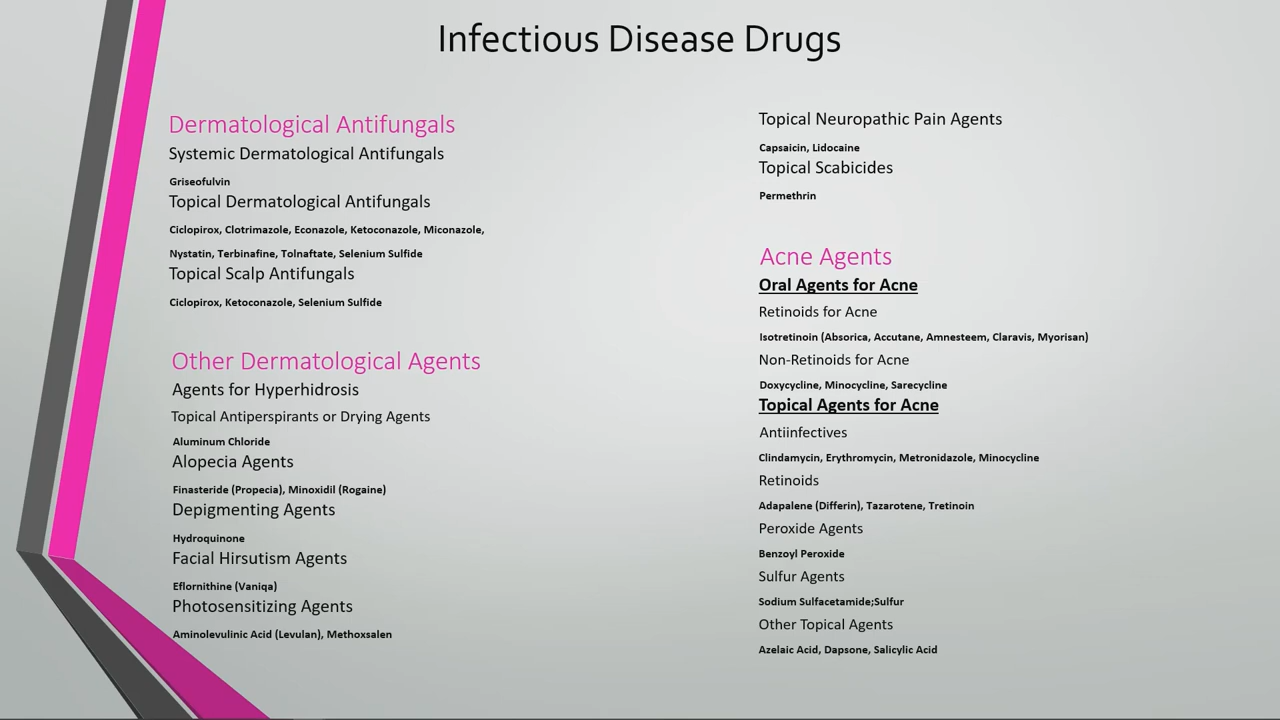 Infectious Disease Drugs
Dermatological Antifungals
Systemic Dermatological Antifungals
Griseofulvin
Topical Dermatological Antifungals
Ciclopirox, Clotrimazole, Econazole, Ketoconazole, Miconazole,
Nystatin, Terbinafine, Tolnaftate, Selenium Sulfide
Topical Scalp Antifungals
Ciclopirox, Ketoconazole, Selenium Sulfide
Other Dermatological Agents
Agents for Hyperhidrosis
Topical Antiperspirants or Drying Agents
Aluminum Chloride
Alopecia Agents
Finasteride (Propecia), Minoxidil (Rogaine)
Depigmenting Agents
Hydroquinone
Facial Hirsutism Agents
Eflornithine (Vaniqa)
Photosensitizing Agents
Aminolevulinic Acid (Levulan), Methoxsalen
Topical Neuropathic Pain Agents
Capsaicin, Lidocaine
Topical Scabicides
Permethrin
Acne Agents
Oral Agents for Acne
Retinoids for Acne
Isotretinoin (Absorica, Accutane, Amnesteem, Claravis, Myorisan)
Non-Retinoids for Acne
Doxycycline, Minocycline, Sarecycline
Topical Agents for Acne
Antiinfectives
Clindamycin, Erythromycin, Metronidazole, Minocycline
Retinoids
Adapalene (Differin), Tazarotene, Tretinoin
Peroxide Agents
Benzoyl Peroxide
Sulfur Agents
Sodium Sulfacetamide;Sulfur
Other Topical Agents
Azelaic Acid, Dapsone, Salicylic Acid